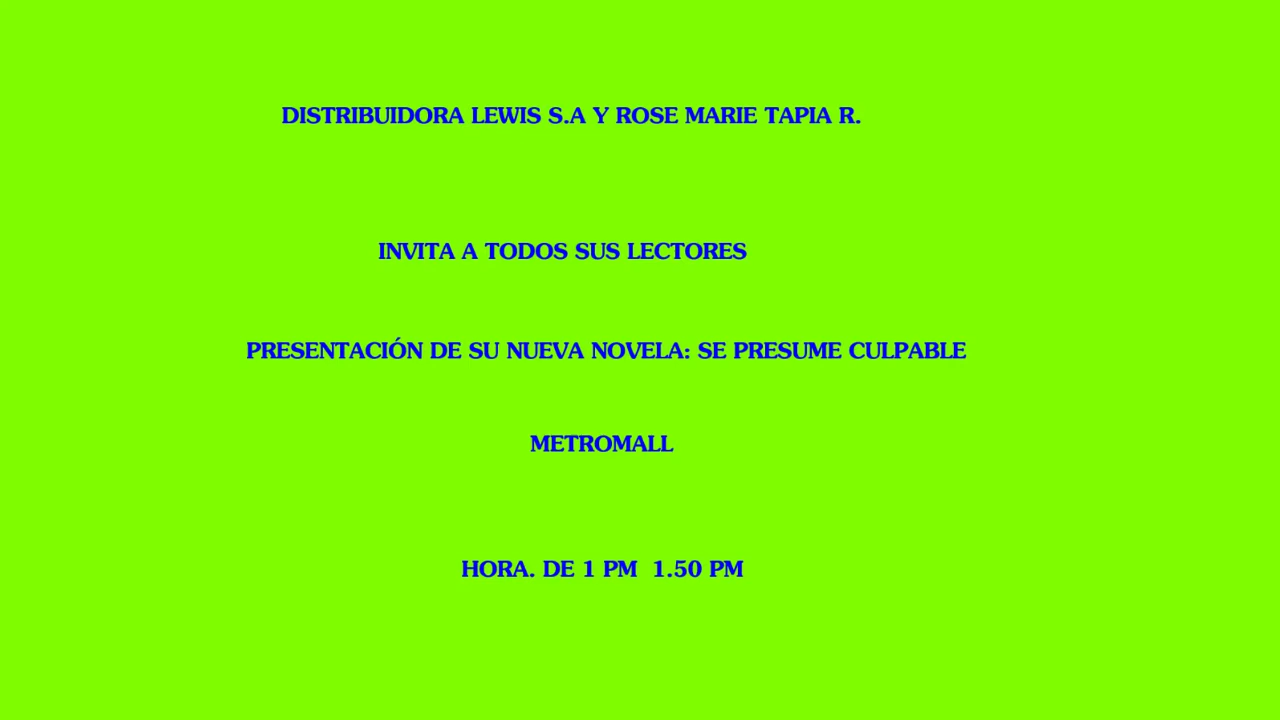 DISTRIBUIDORA LEWIS S.A Y ROSE MARIE TAPIA R.
INVITA A TODOS SUS LECTORES
PRESENTACIÓN DE SU NUEVA NOVELA: SE PRESUME CULPABLE
METROMALL
HORA. DE 1 PM  1.50 PM